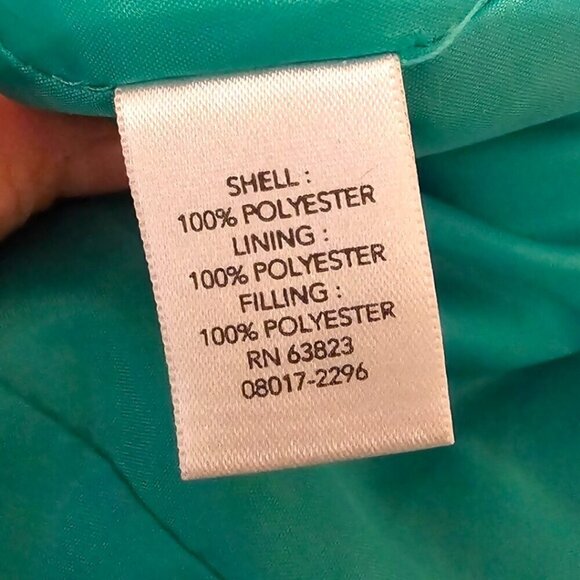 SHELL :
100% POLYESTER
LINING :
100% POLYESTER
FILLING :
100% POLYESTER
RN 63823
08017-2296